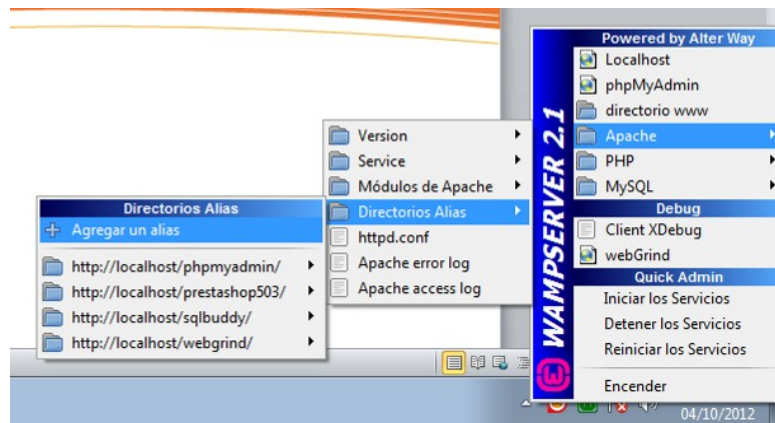 Powered by Alter Way
Localhost
phpMyAdmin
directorio www
Apache
PHP
MySQL
Debug
Client XDebug
webGrind
Quick Admin
Iniciar los Servicios
Detener los Servicios
Reiniciar los Servicios
Encender
WAMPSERVER 2.1
Version
Service
Módulos de Apache
Directorios Alias
httpd.conf
Apache error log
Apache access log
Directorios Alias
Agregar un alias
http://localhost/phpmyadmin/
http://localhost/prestashop503/
http://localhost/sqlbuddy/
http://localhost/webgrind/
04/10/2012